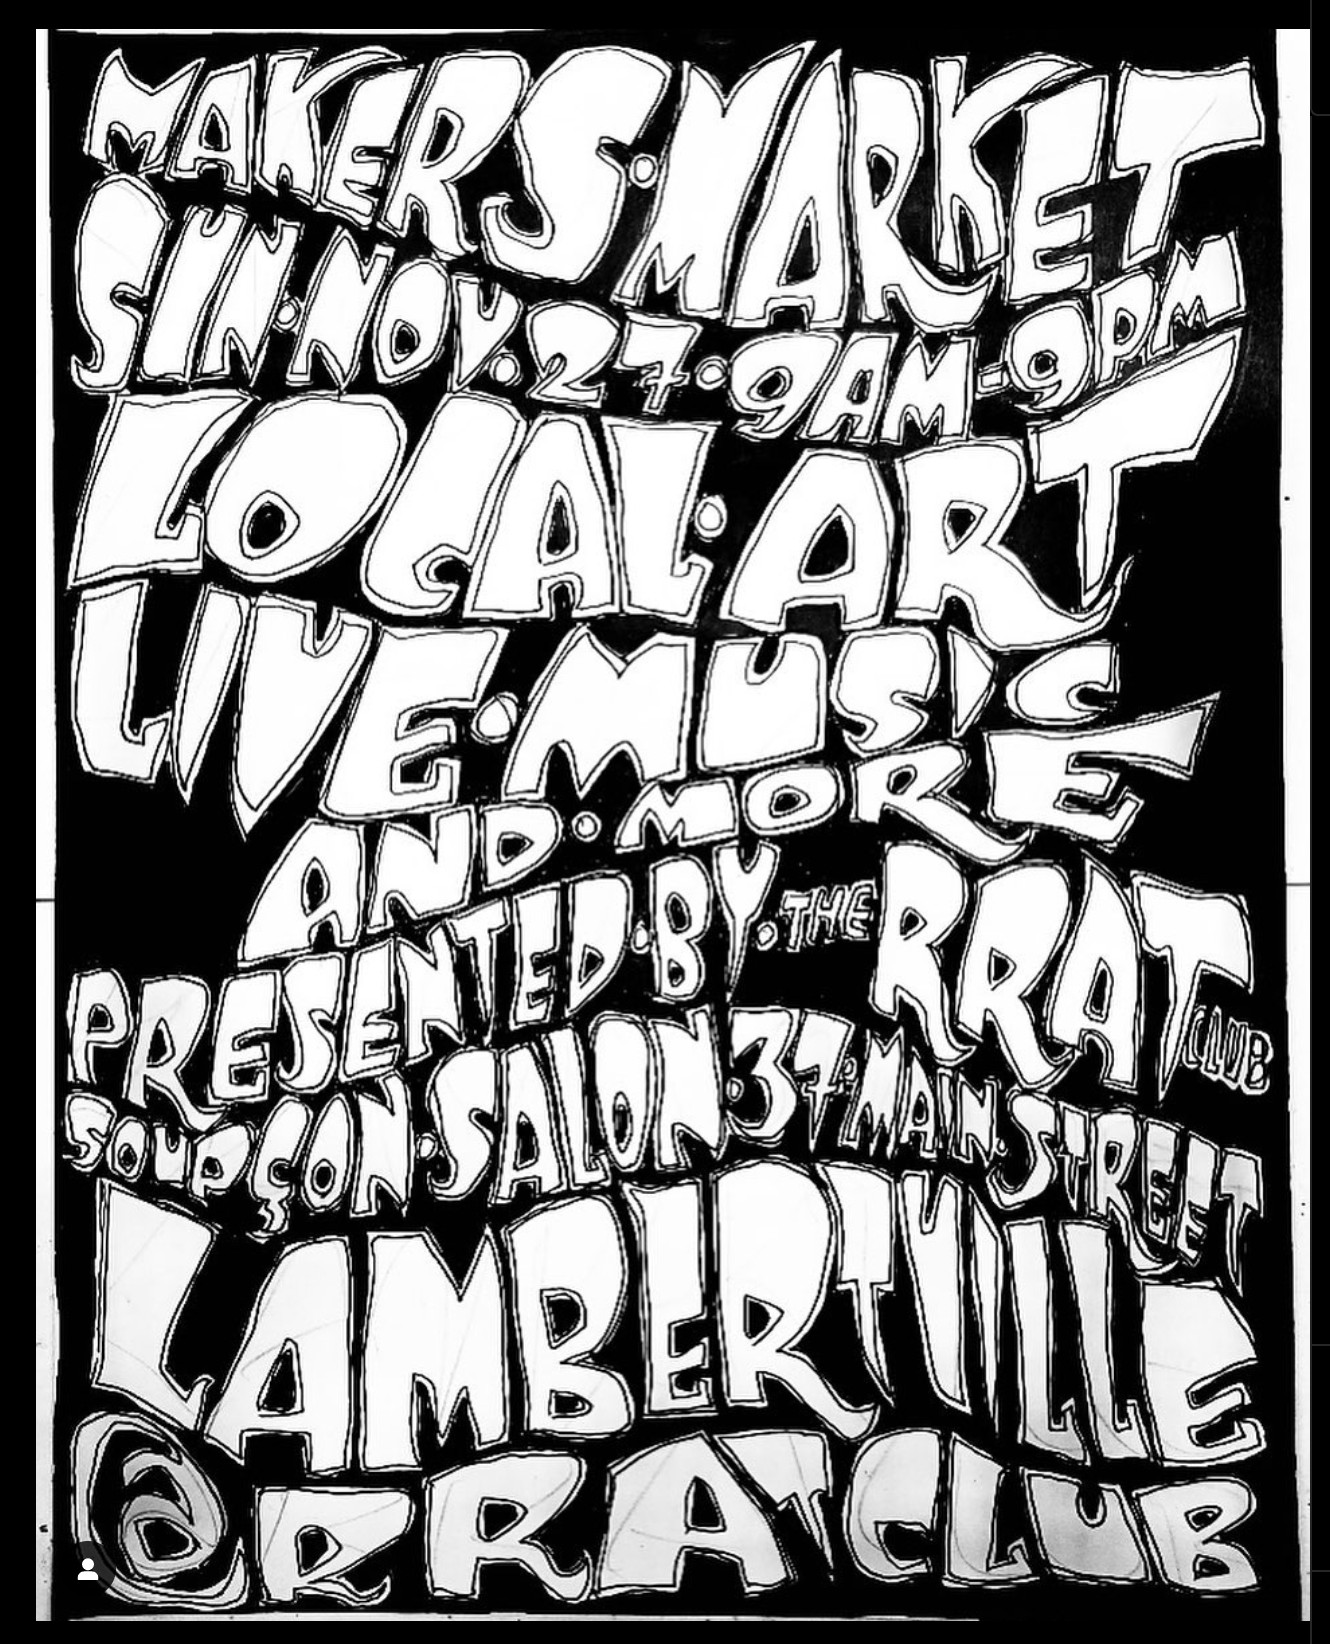 MAKERS·MARKET
SUN·NOV.27·9AM-9PM
LOCAL·ART
LIVE·MUSIC
AND·MORE
PRESENTED·BY·THE RRAT CLUB
SOUPÇON·SALON·37·MAIN·STREET
LAMBERTVILLE
@RRATCLUB